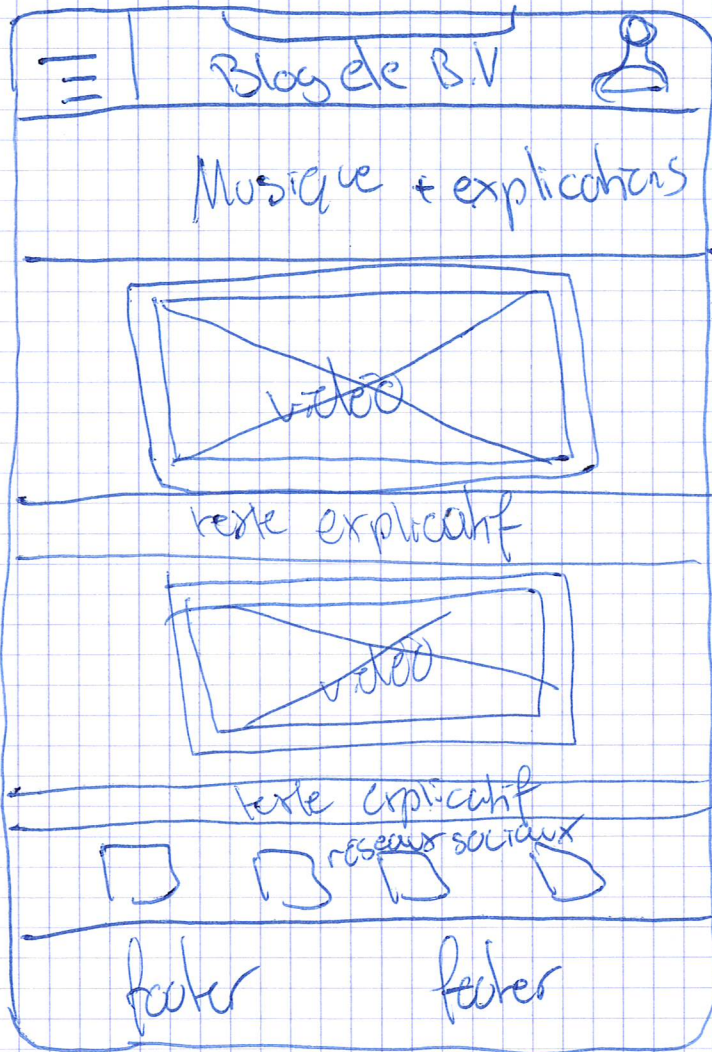 Blog de B.V
Musique + explications
vidéo
texte explicatif
vidéo
texte explicatif
réseaux sociaux
footer footer